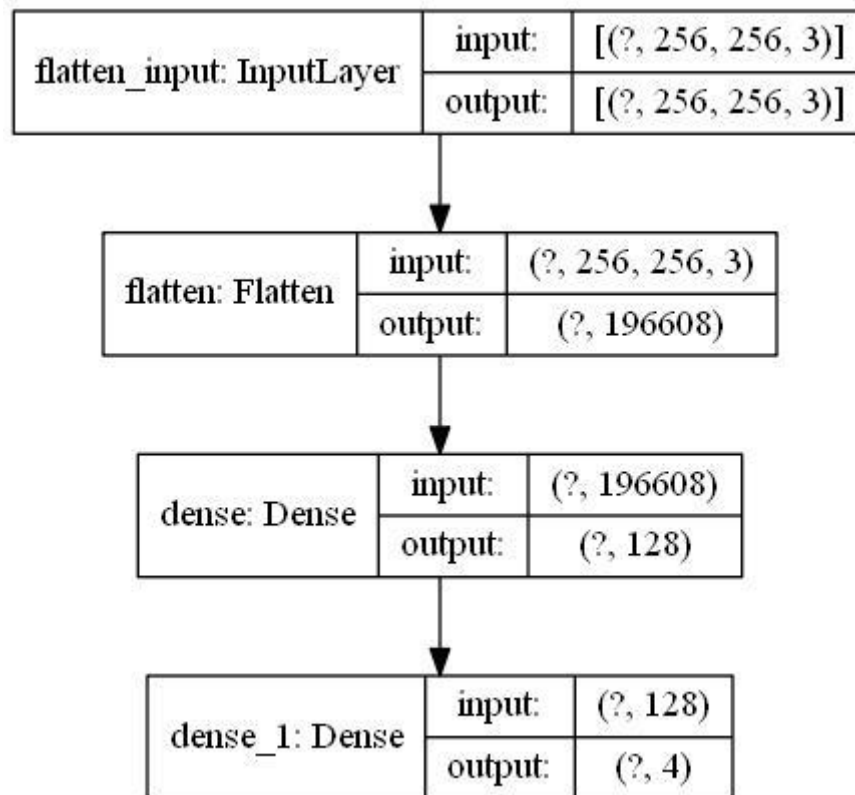 flatten_input: InputLayer
input: [(?, 256, 256, 3)]
output: [(?, 256, 256, 3)]
flatten: Flatten
input: (?, 256, 256, 3)
output: (?, 196608)
dense: Dense
input: (?, 196608)
output: (?, 128)
dense_1: Dense
input: (?, 128)
output: (?, 4)